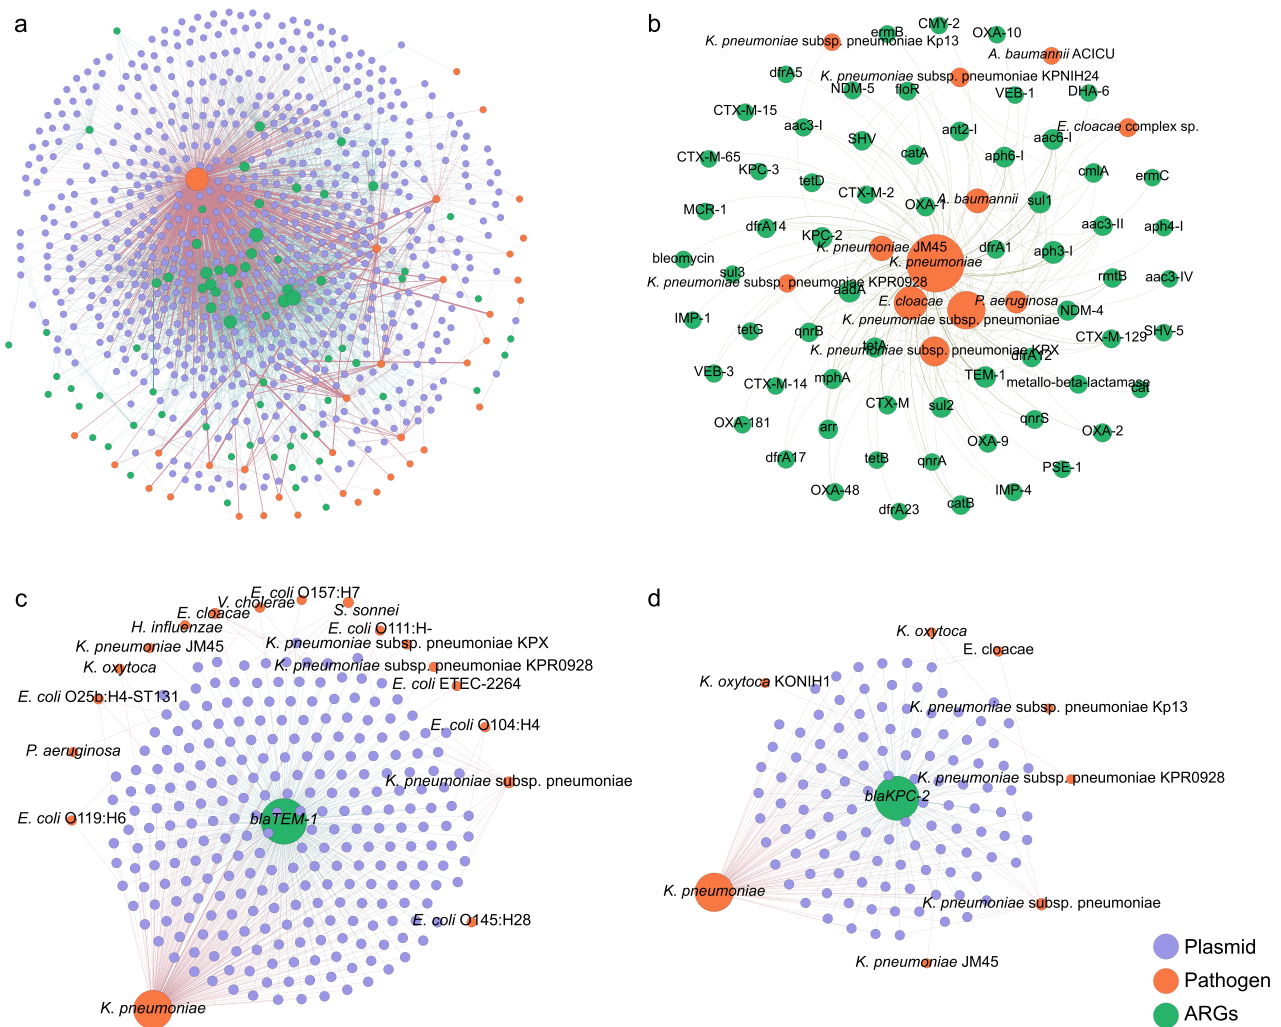 a
b
CMY-2
ermB
OXA-10
K. pneumoniae subsp. pneumoniae Kp13
A. baumannii ACICU
dfrA5
K. pneumoniae subsp. pneumoniae KPNIH24
NDM-5
floR
VEB-1
DHA-6
CTX-M-15
aac3-I
ant2-I
E. cloacae complex sp.
SHV
aac6-I
CTX-M-65
catA
aph6-I
KPC-3
cmlA
ermC
tetD
CTX-M-2
MCR-1
OXA-1
A. baumannii
sul1
dfrA14
KPC-2
aac3-II
aph4-I
K. pneumoniae JM45
dfrA1
aph3-I
bleomycin
K. pneumoniae
sul3
rmtB
aac3-IV
K. pneumoniae subsp. pneumoniae KPR0928
aadA
E. cloacae
P. aeruginosa
NDM-4
IMP-1
K. pneumoniae subsp. pneumoniae
tetG
qnrB
CTX-M-129
SHV-5
tetA
K. pneumoniae subsp. pneumoniae KPX
dfrA12
VEB-3
CTX-M-14
mphA
TEM-1
metallo-beta-lactamase
cat
CTX-M
sul2
OXA-181
arr
qnrS
OXA-2
OXA-9
dfrA17
tetB
qnrA
PSE-1
OXA-48
IMP-4
dfrA23
catB
c
E. coli O157:H7
V. cholerae
S. sonnei
E. cloacae
H. influenzae
E. coli O111:H-
K. pneumoniae JM45
K. pneumoniae subsp. pneumoniae KPX
K. oxytoca
K. pneumoniae subsp. pneumoniae KPR0928
E. coli ETEC-2264
E. coli O25b:H4-ST131
E. coli O104:H4
P. aeruginosa
K. pneumoniae subsp. pneumoniae
E. coli O119:H6
blaTEM-1
E. coli O145:H28
K. pneumoniae
d
K. oxytoca
E. cloacae
K. oxytoca KONIH1
K. pneumoniae subsp. pneumoniae Kp13
K. pneumoniae subsp. pneumoniae KPR0928
blaKPC-2
K. pneumoniae
K. pneumoniae subsp. pneumoniae
K. pneumoniae JM45
Plasmid
Pathogen
ARGs